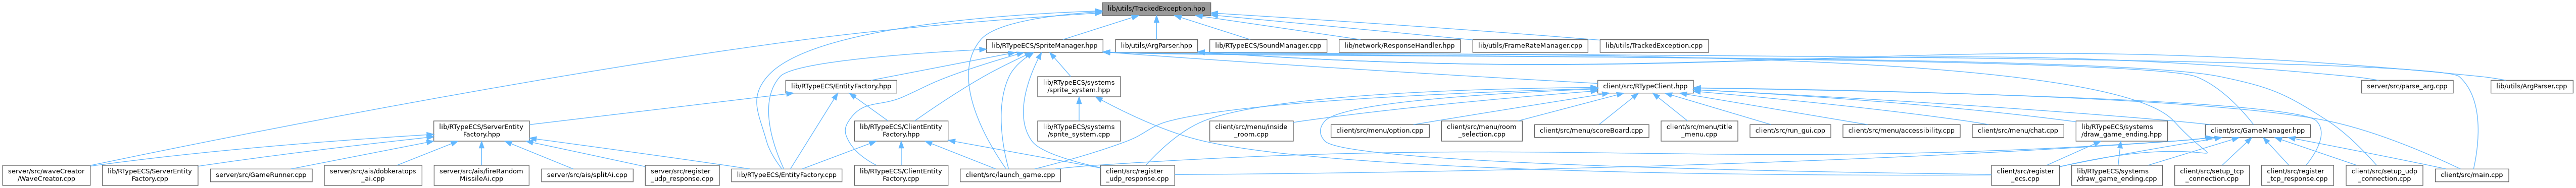 lib/utils/TrackedException.hpp
lib/RTypeECS/SpriteManager.hpp
lib/utils/ArgParser.hpp
lib/RTypeECS/SoundManager.cpp
lib/network/ResponseHandler.hpp
lib/utils/FrameRateManager.cpp
lib/utils/TrackedException.cpp
lib/RTypeECS/EntityFactory.hpp
lib/RTypeECS/systems
/sprite_system.hpp
client/src/RTypeClient.hpp
server/src/parse_arg.cpp
lib/utils/ArgParser.cpp
lib/RTypeECS/ServerEntity
Factory.hpp
lib/RTypeECS/ClientEntity
Factory.hpp
lib/RTypeECS/systems
/sprite_system.cpp
client/src/menu/inside
_room.cpp
client/src/menu/option.cpp
client/src/menu/room
_selection.cpp
client/src/menu/scoreBoard.cpp
client/src/menu/title
_menu.cpp
client/src/run_gui.cpp
client/src/menu/accessibility.cpp
client/src/menu/chat.cpp
lib/RTypeECS/systems
/draw_game_ending.hpp
client/src/GameManager.hpp
server/src/waveCreator
/WaveCreator.cpp
lib/RTypeECS/ServerEntity
Factory.cpp
server/src/GameRunner.cpp
server/src/ais/dobkeratops
_ai.cpp
server/src/ais/fireRandom
MissileAi.cpp
server/src/ais/splitAi.cpp
server/src/register
_udp_response.cpp
lib/RTypeECS/EntityFactory.cpp
lib/RTypeECS/ClientEntity
Factory.cpp
client/src/launch_game.cpp
client/src/register
_udp_response.cpp
client/src/register
_ecs.cpp
lib/RTypeECS/systems
/draw_game_ending.cpp
client/src/setup_tcp
_connection.cpp
client/src/register
_tcp_response.cpp
client/src/setup_udp
_connection.cpp
client/src/main.cpp